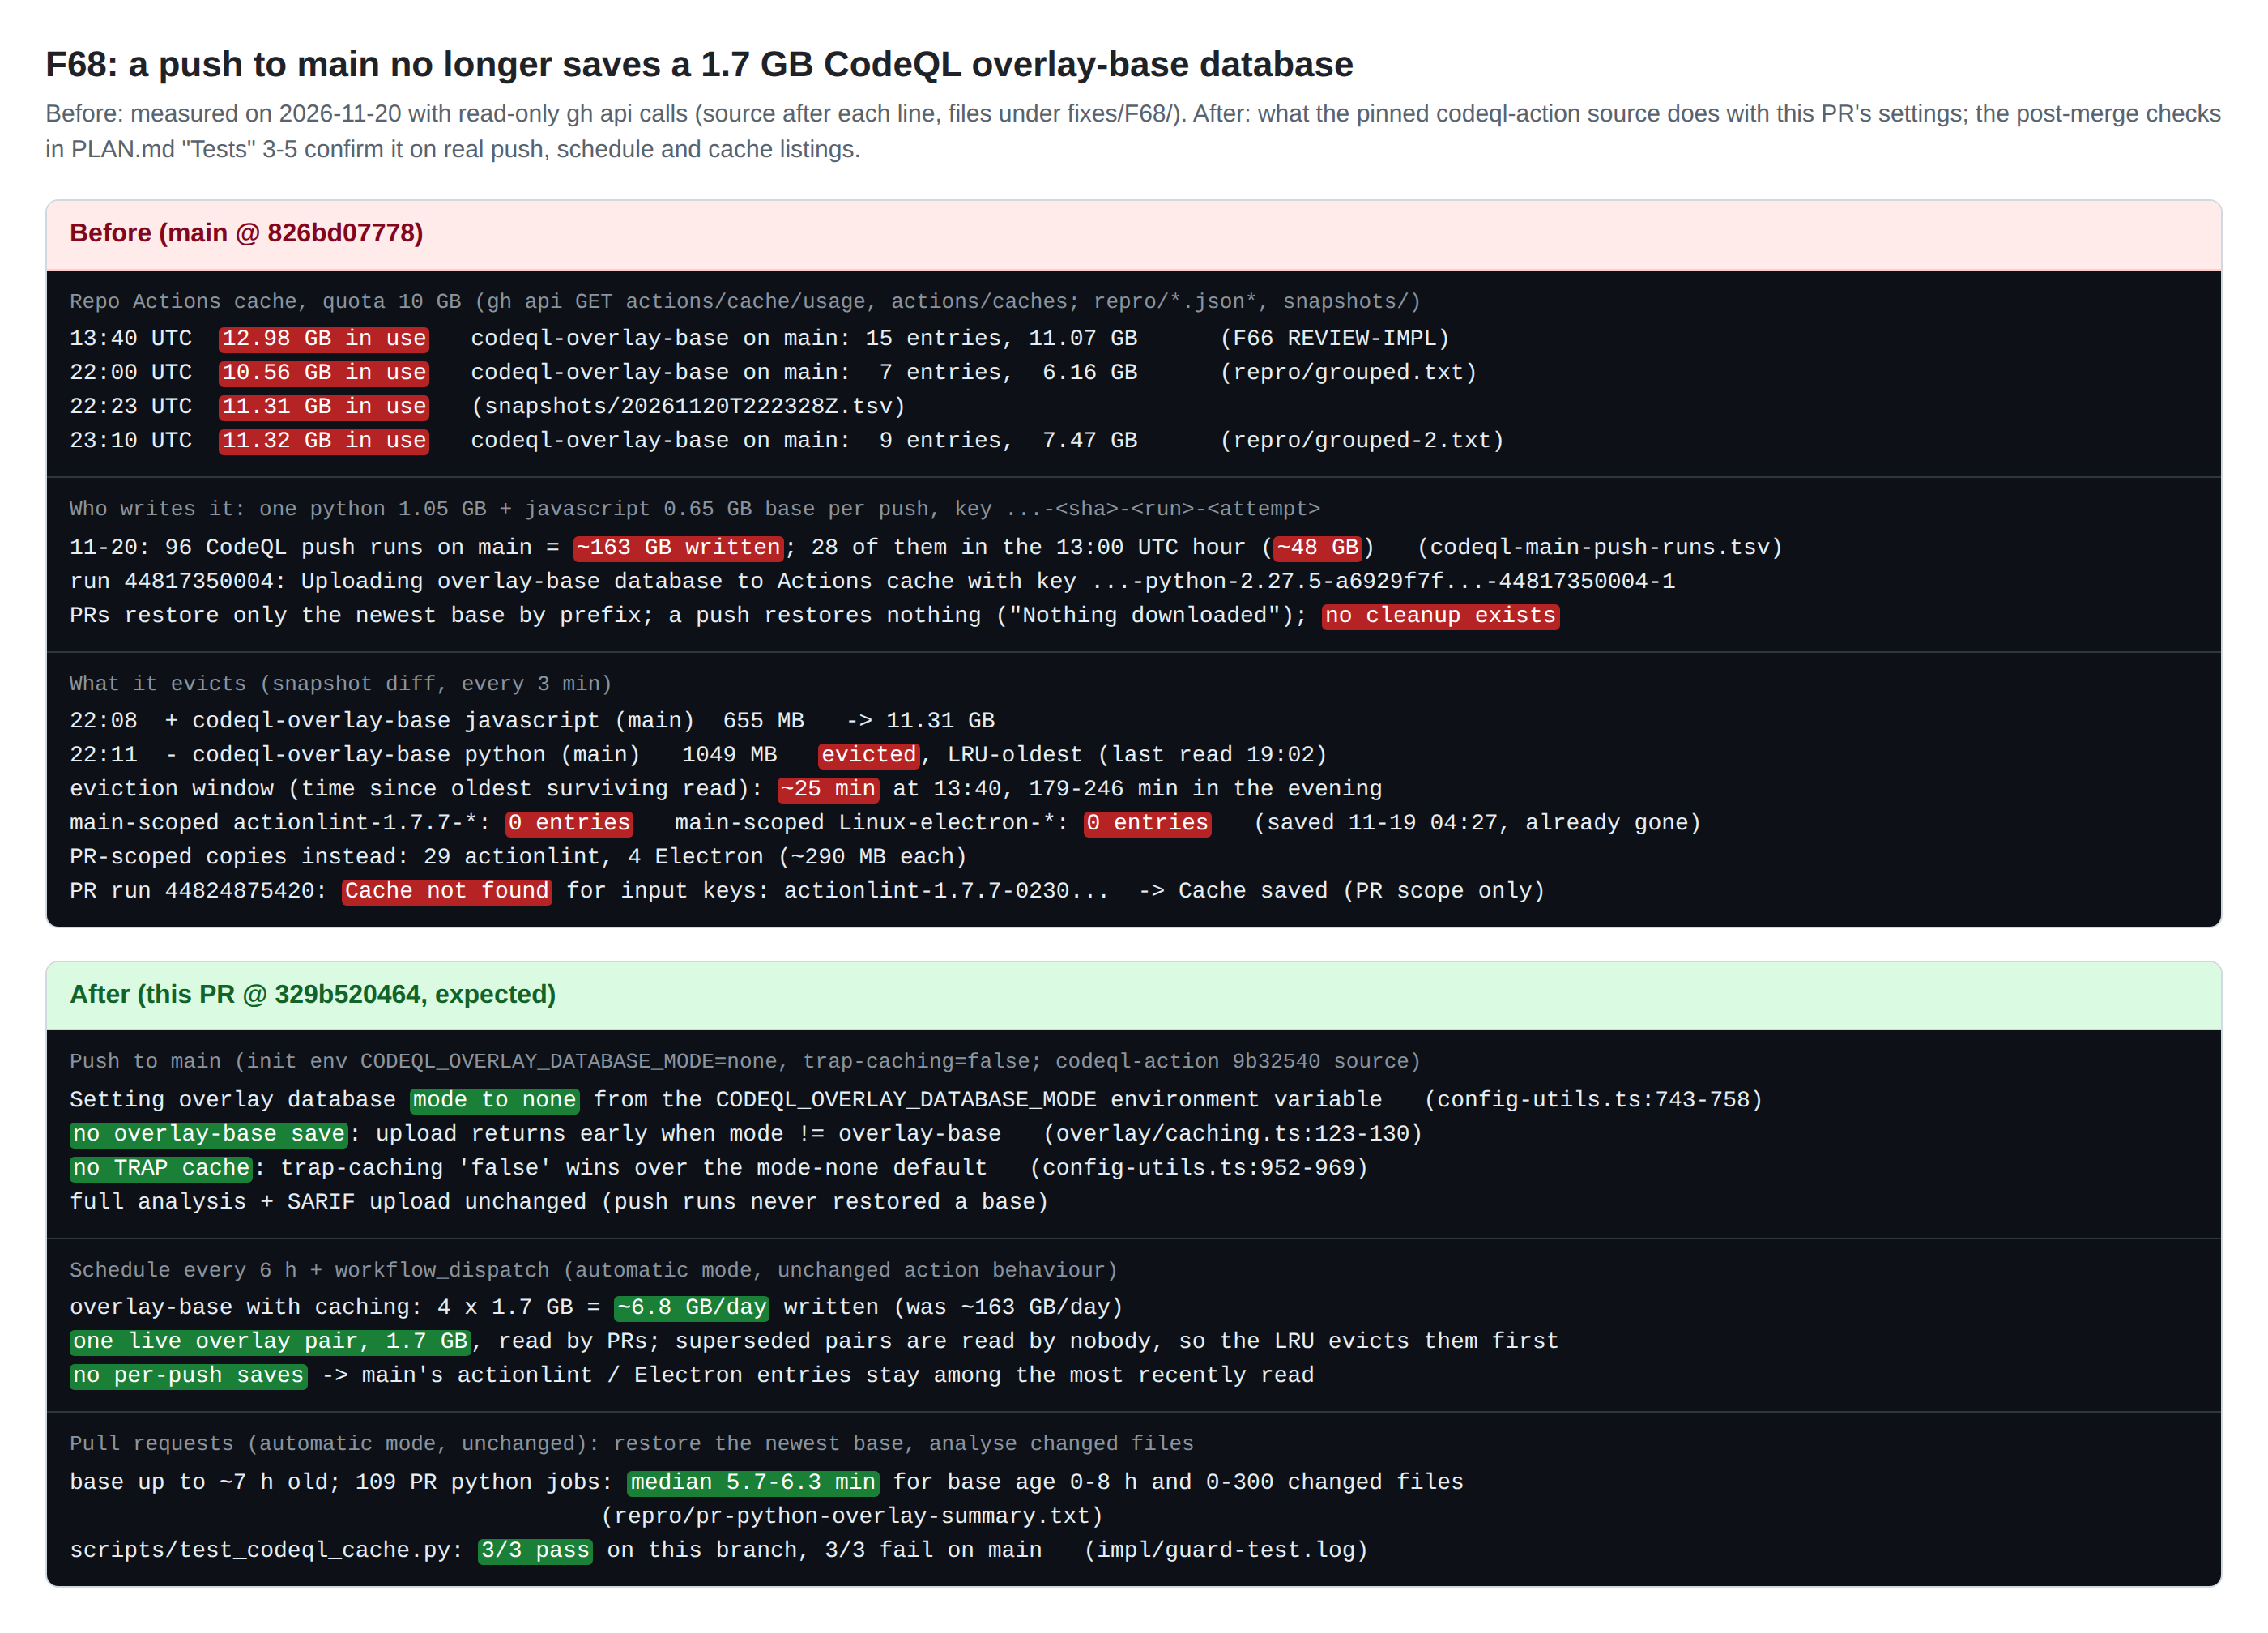 F68: a push to main no longer saves a 1.7 GB CodeQL overlay-base database
Before: measured on 2026-11-20 with read-only gh api calls (source after each line, files under fixes/F68/). After: what the pinned codeql-action source does with this PR's settings; the post-merge checks
in PLAN.md "Tests" 3-5 confirm it on real push, schedule and cache listings.
Before (main @ 826bd07778)
Repo Actions cache, quota 10 GB (gh api GET actions/cache/usage, actions/caches; repro/*.json*, snapshots/)
13:40 UTC  12.98 GB in use   codeql-overlay-base on main: 15 entries, 11.07 GB      (F66 REVIEW-IMPL)
22:00 UTC  10.56 GB in use   codeql-overlay-base on main:  7 entries,  6.16 GB      (repro/grouped.txt)
22:23 UTC  11.31 GB in use   (snapshots/20261120T222328Z.tsv)
23:10 UTC  11.32 GB in use   codeql-overlay-base on main:  9 entries,  7.47 GB      (repro/grouped-2.txt)
Who writes it: one python 1.05 GB + javascript 0.65 GB base per push, key ...-<sha>-<run>-<attempt>
11-20: 96 CodeQL push runs on main = ~163 GB written; 28 of them in the 13:00 UTC hour (~48 GB)   (codeql-main-push-runs.tsv)
run 44817350004: Uploading overlay-base database to Actions cache with key ...-python-2.27.5-a6929f7f...-44817350004-1
PRs restore only the newest base by prefix; a push restores nothing ("Nothing downloaded"); no cleanup exists
What it evicts (snapshot diff, every 3 min)
22:08  + codeql-overlay-base javascript (main)  655 MB   -> 11.31 GB
22:11  - codeql-overlay-base python (main)   1049 MB   evicted, LRU-oldest (last read 19:02)
eviction window (time since oldest surviving read): ~25 min at 13:40, 179-246 min in the evening
main-scoped actionlint-1.7.7-*: 0 entries   main-scoped Linux-electron-*: 0 entries   (saved 11-19 04:27, already gone)
PR-scoped copies instead: 29 actionlint, 4 Electron (~290 MB each)
PR run 44824875420: Cache not found for input keys: actionlint-1.7.7-0230...  -> Cache saved (PR scope only)
After (this PR @ 329b520464, expected)
Push to main (init env CODEQL_OVERLAY_DATABASE_MODE=none, trap-caching=false; codeql-action 9b32540 source)
Setting overlay database mode to none from the CODEQL_OVERLAY_DATABASE_MODE environment variable   (config-utils.ts:743-758)
no overlay-base save: upload returns early when mode != overlay-base   (overlay/caching.ts:123-130)
no TRAP cache: trap-caching 'false' wins over the mode-none default   (config-utils.ts:952-969)
full analysis + SARIF upload unchanged (push runs never restored a base)
Schedule every 6 h + workflow_dispatch (automatic mode, unchanged action behaviour)
overlay-base with caching: 4 x 1.7 GB = ~6.8 GB/day written (was ~163 GB/day)
one live overlay pair, 1.7 GB, read by PRs; superseded pairs are read by nobody, so the LRU evicts them first
no per-push saves -> main's actionlint / Electron entries stay among the most recently read
Pull requests (automatic mode, unchanged): restore the newest base, analyse changed files
base up to ~7 h old; 109 PR python jobs: median 5.7-6.3 min for base age 0-8 h and 0-300 changed files
(repro/pr-python-overlay-summary.txt)
scripts/test_codeql_cache.py: 3/3 pass on this branch, 3/3 fail on main   (impl/guard-test.log)